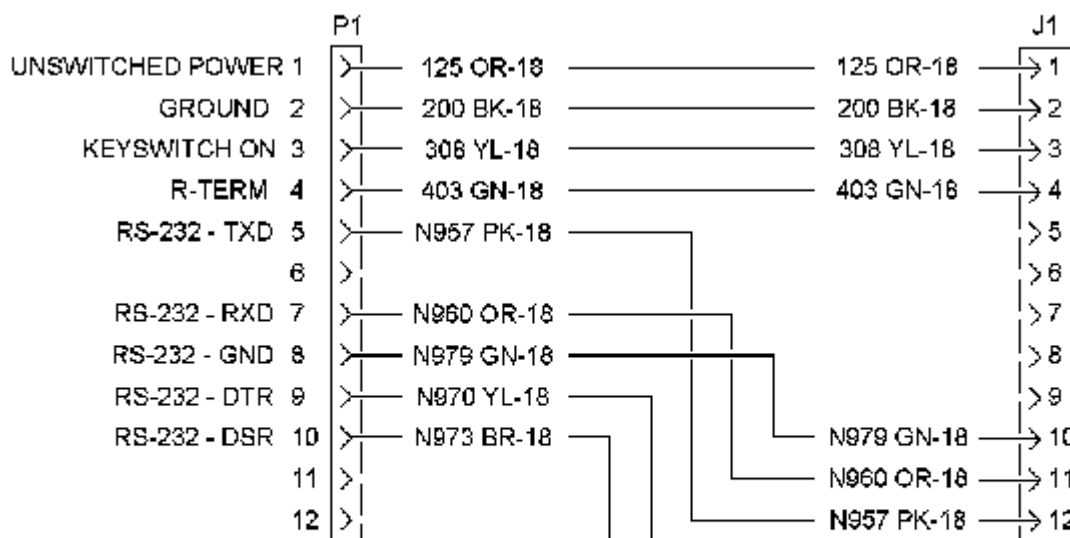 P1 J1
UNSWITCHED POWER 1 125 OR-18 125 OR-18 1
GROUND 2 200 BK-18 200 BK-18 2
KEYSWITCH ON 3 308 YL-18 308 YL-18 3
R-TERM 4 403 GN-18 403 GN-18 4
RS-232 - TXD 5 N957 PK-18 5
6 6
RS-232 - RXD 7 N960 OR-18 7
RS-232 - GND 8 N979 GN-18 8
RS-232 - DTR 9 N970 YL-18 9
RS-232 - DSR 10 N973 BR-18 N979 GN-18 10
11 N960 OR-18 11
12 N957 PK-18 12